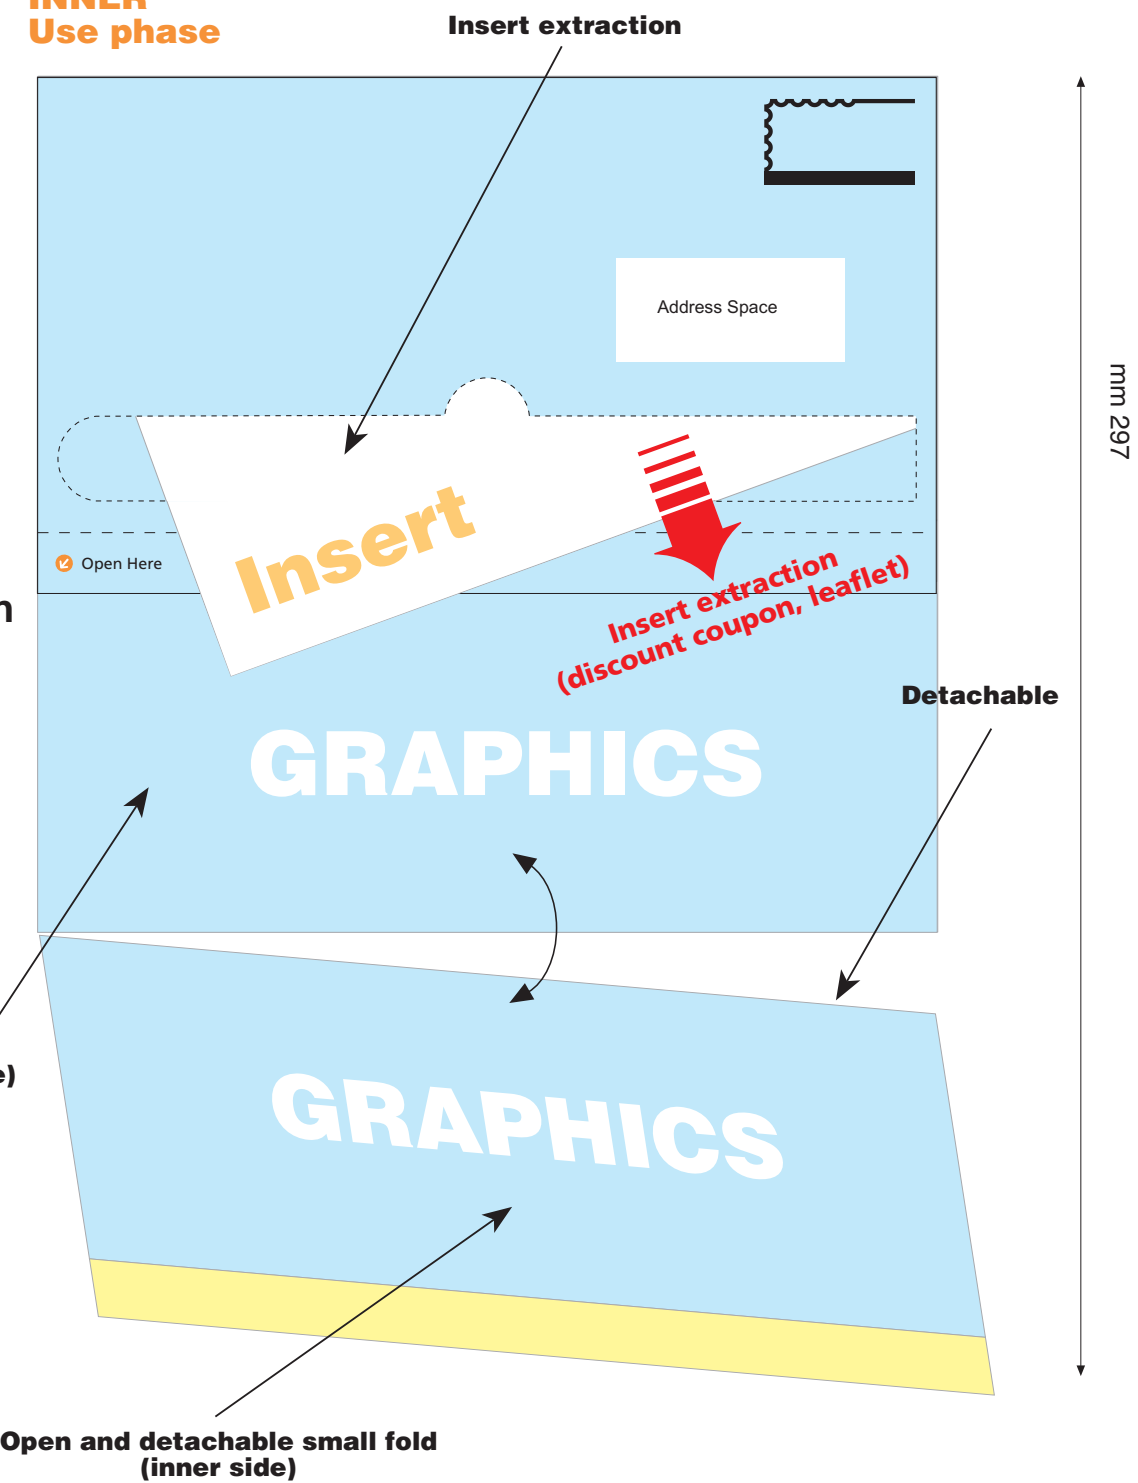 INNER
Use phase
Insert extraction
Address Space
mm 297
Insert
Open Here
Insert extraction
(discount coupon, leaflet)
Detachable
GRAPHICS
GRAPHICS
Open and detachable small fold
(inner side)